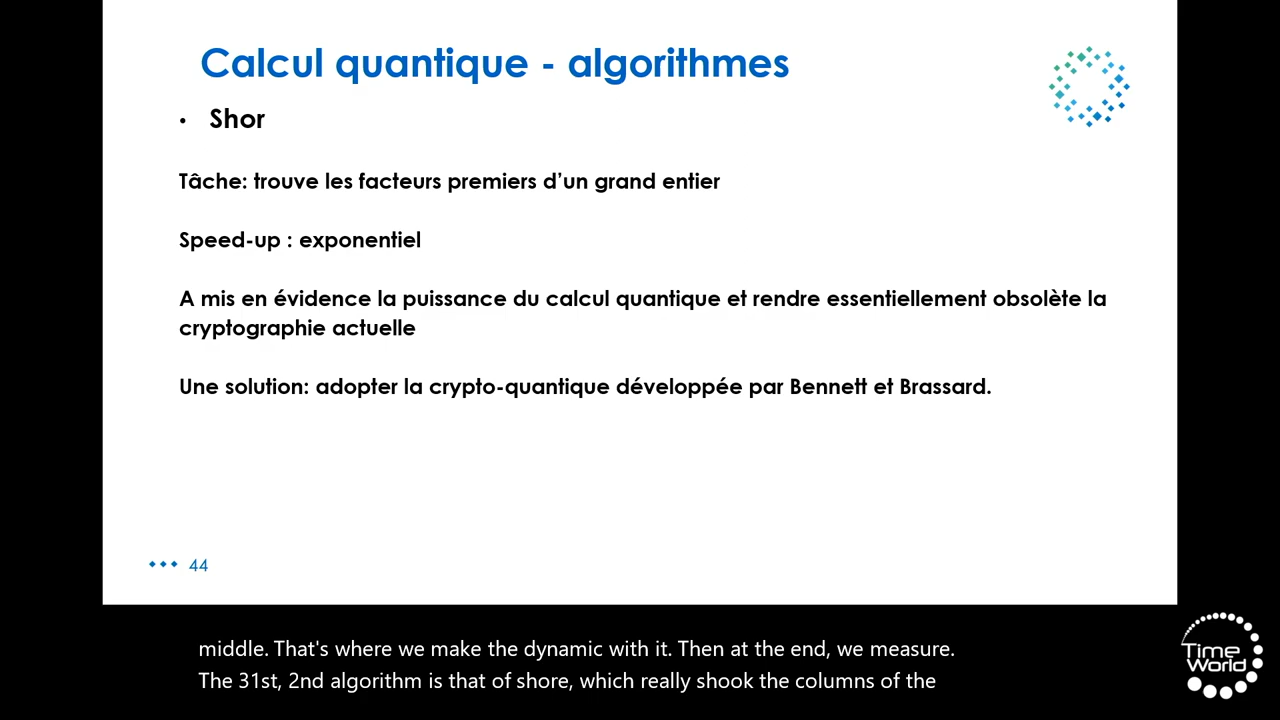 Calcul quantique - algorithmes
• Shor
Tâche: trouve les facteurs premiers d’un grand entier
Speed-up : exponentiel
A mis en évidence la puissance du calcul quantique et rendre essentiellement obsolète la
cryptographie actuelle
Une solution: adopter la crypto-quantique développée par Bennett et Brassard.
44
middle. That's where we make the dynamic with it. Then at the end, we measure.
The 31st, 2nd algorithm is that of shore, which really shook the columns of the
Time
World